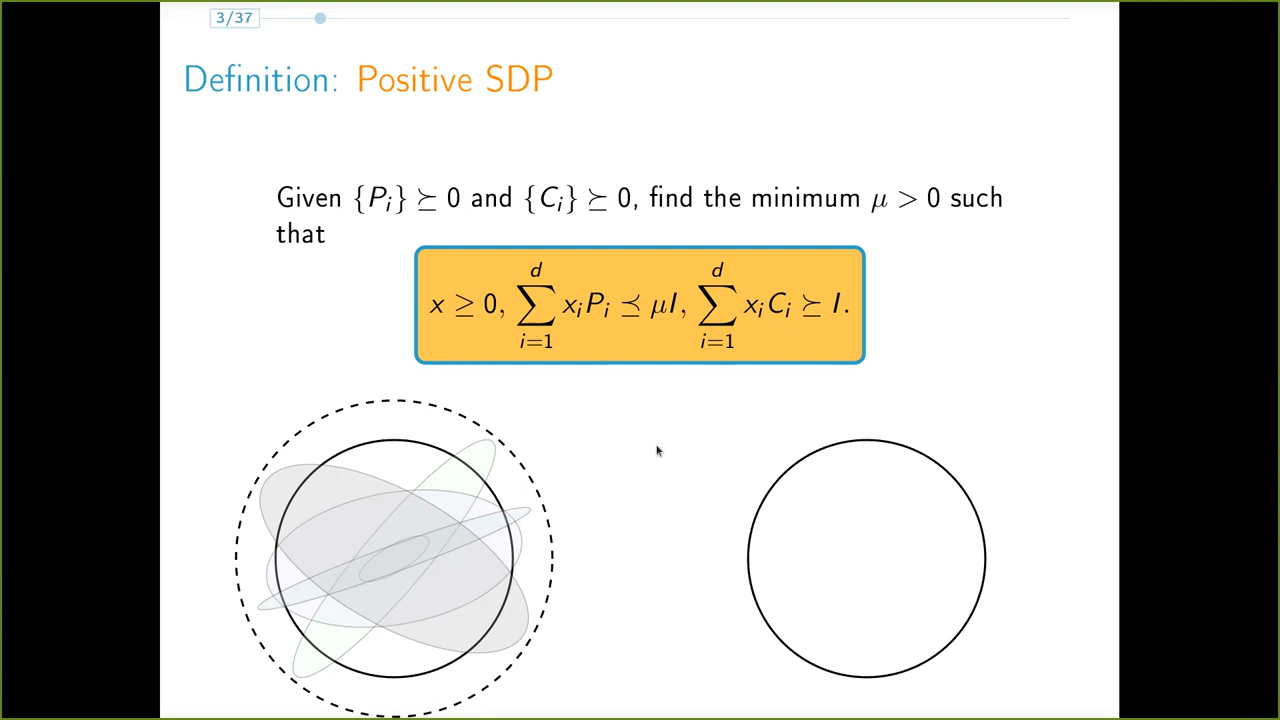 3/37
Definition: Positive SDP
Given {P_i} ⪰ 0 and {C_i} ⪰ 0, find the minimum μ > 0 such
that
x ≥ 0, ∑_{i=1}^{d} x_i P_i ⪯ μI, ∑_{i=1}^{d} x_i C_i ⪰ I.